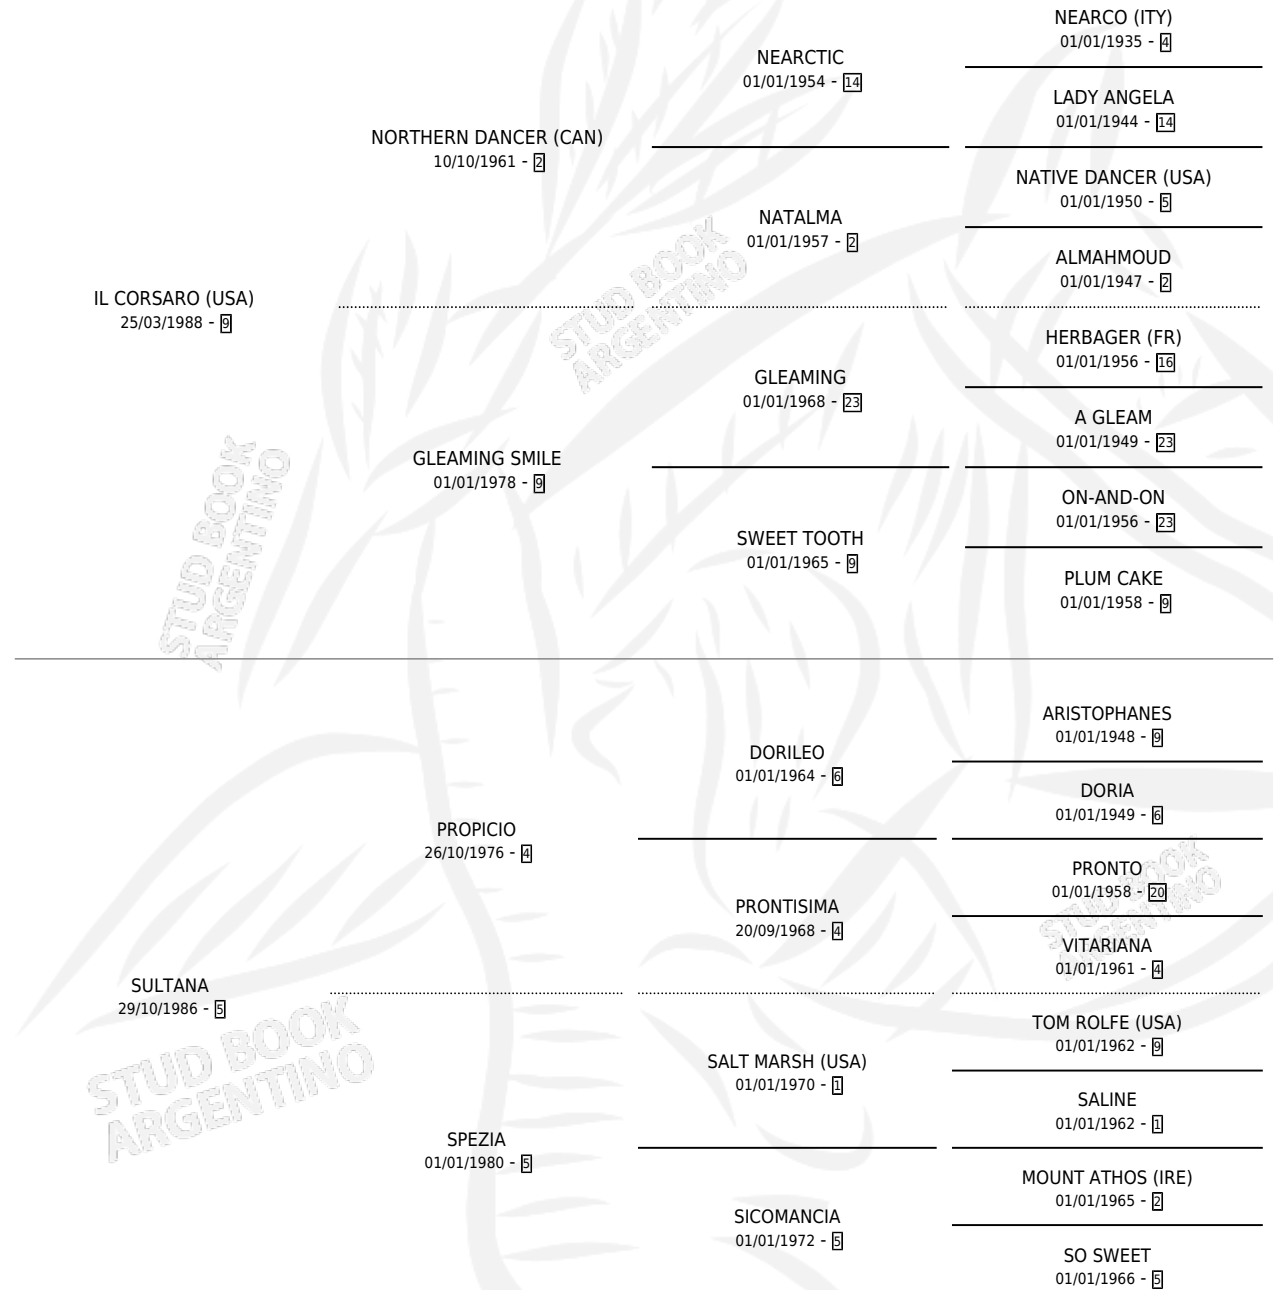 NEARCO (ITY)
01/01/1935 - 4
NEARCTIC
01/01/1954 - 14
LADY ANGELA
01/01/1944 - 14
NORTHERN DANCER (CAN)
10/10/1961 - 2
NATIVE DANCER (USA)
01/01/1950 - 5
NATALMA
01/01/1957 - 2
ALMAHMOUD
01/01/1947 - 2
IL CORSARO (USA)
25/03/1988 - 9
STUD BOOK
ARGENTINO
HERBAGER (FR)
01/01/1956 - 16
GLEAMING
01/01/1968 - 23
A GLEAM
01/01/1949 - 23
GLEAMING SMILE
01/01/1978 - 9
ON-AND-ON
01/01/1956 - 23
SWEET TOOTH
01/01/1965 - 9
PLUM CAKE
01/01/1958 - 9
STUD BOOK
ARGENTINO
ARISTOPHANES
01/01/1948 - 9
DORILEO
01/01/1964 - 6
DORIA
01/01/1949 - 6
PROPICIO
26/10/1976 - 4
PRONTO
01/01/1958 - 20
PRONTISIMA
20/09/1968 - 4
VITARIANA
01/01/1961 - 4
STUD BOOK
ARGENTINO
SULTANA
29/10/1986 - 5
TOM ROLFE (USA)
01/01/1962 - 9
SALT MARSH (USA)
01/01/1970 - 1
SALINE
01/01/1962 - 1
STUD BOOK
ARGENTINO
SPEZIA
01/01/1980 - 5
MOUNT ATHOS (IRE)
01/01/1965 - 2
SICOMANCIA
01/01/1972 - 5
SO SWEET
01/01/1966 - 5